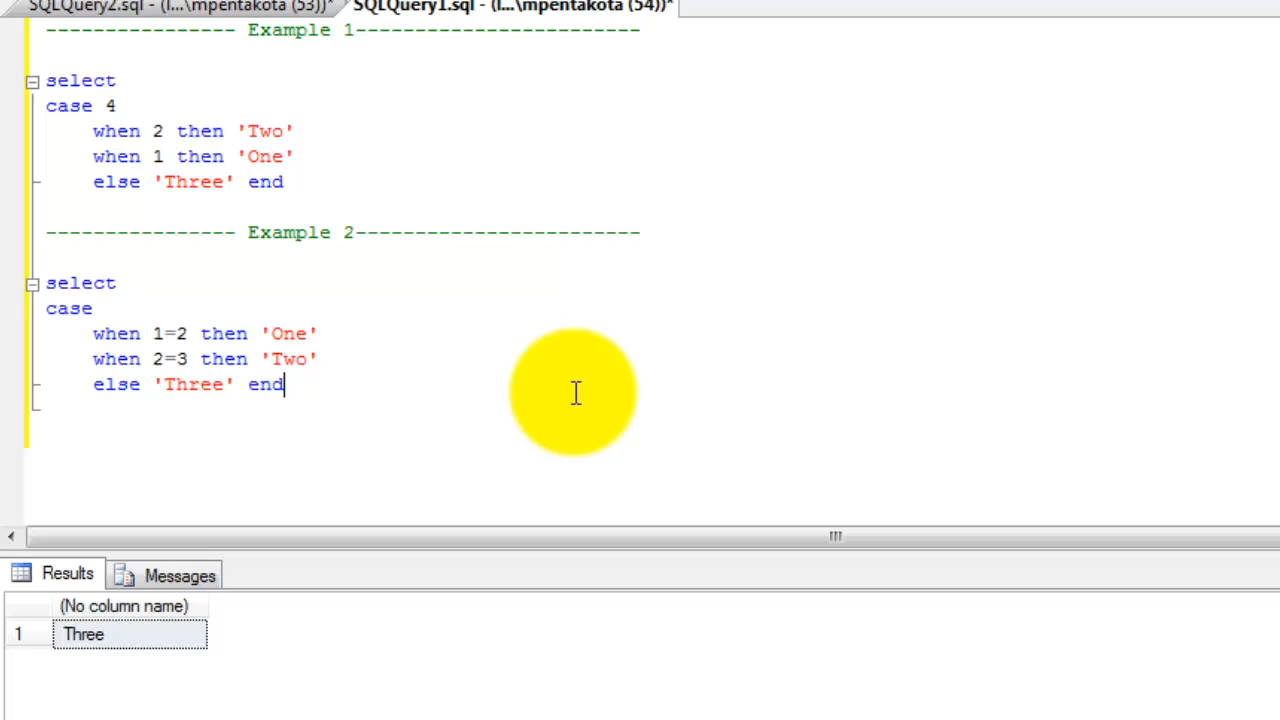 SQLQuery2.sql - (l...\mpentakota (53))* SQLQuery1.sql - (l...\mpentakota (54))*
---------------- Example 1------------------------
select
case 4
when 2 then 'Two'
when 1 then 'One'
else 'Three' end
---------------- Example 2------------------------
select
case
when 1=2 then 'One'
when 2=3 then 'Two'
else 'Three' end
Results Messages
(No column name)
1 Three